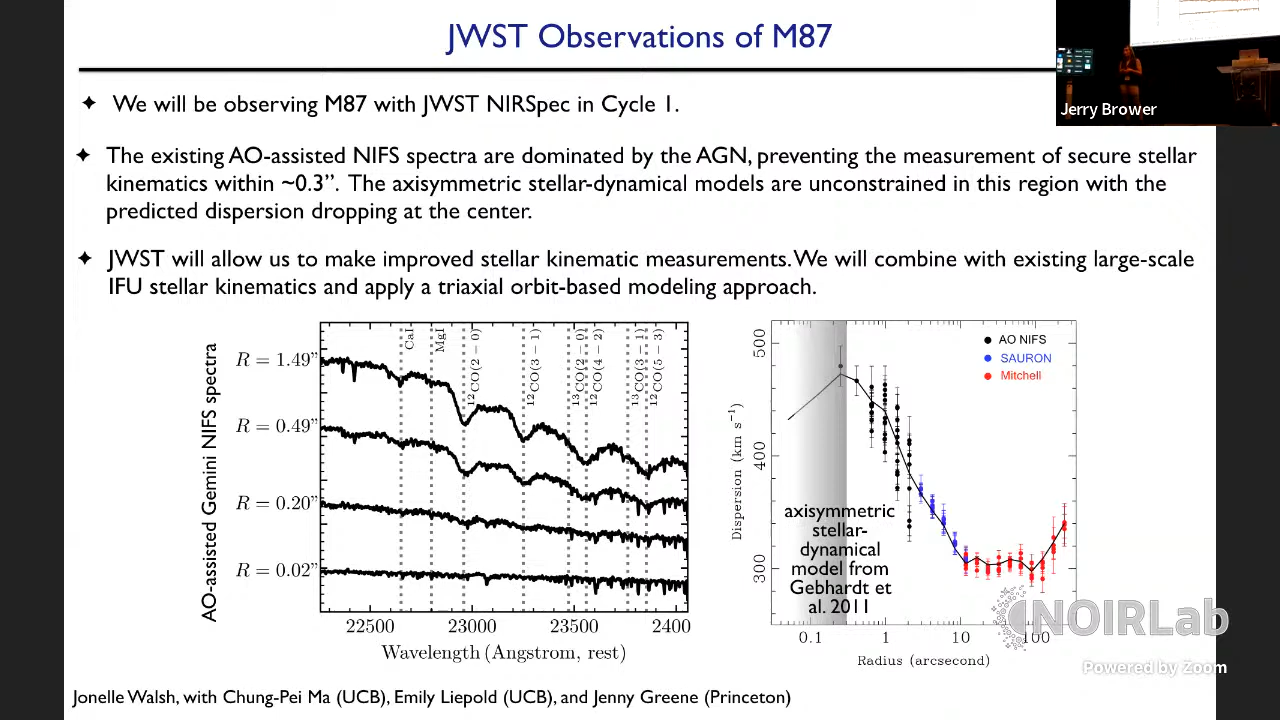 JWST Observations of M87
Jerry Brower
✦ We will be observing M87 with JWST NIRSpec in Cycle 1.
✦ The existing AO-assisted NIFS spectra are dominated by the AGN, preventing the measurement of secure stellar
kinematics within ~0.3”. The axisymmetric stellar-dynamical models are unconstrained in this region with the
predicted dispersion dropping at the center.
✦ JWST will allow us to make improved stellar kinematic measurements. We will combine with existing large-scale
IFU stellar kinematics and apply a triaxial orbit-based modeling approach.
AO-assisted Gemini NIFS spectra
R = 1.49”
R = 0.49”
R = 0.20”
R = 0.02”
CaI
MgI
¹²CO(2 − 0)
¹²CO(3 − 1)
¹³CO(2 − 0)
¹²CO(4 − 2)
¹³CO(3 − 1)
¹²CO(5 − 3)
22500 23000 23500 2400
Wavelength (Angstrom, rest)
Dispersion (km s⁻¹)
500
400
300
AO NIFS
SAURON
Mitchell
axisymmetric
stellar-
dynamical
model from
Gebhardt et
al. 2011
0.1 1 10 100
Radius (arcsecond)
NOIRLab
Powered by Zoom
Jonelle Walsh, with Chung-Pei Ma (UCB), Emily Liepold (UCB), and Jenny Greene (Princeton)